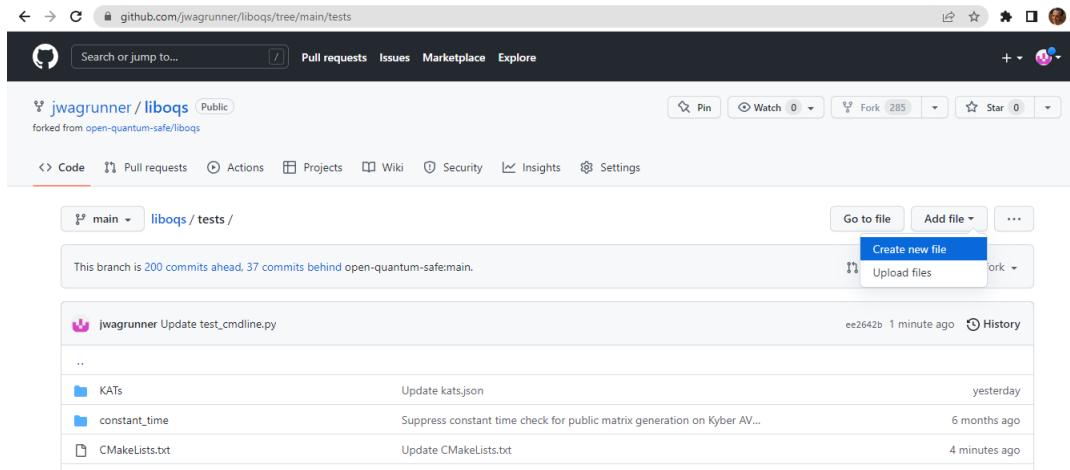 github.com/jwagrunner/liboqs/tree/main/tests
Search or jump to... / Pull requests Issues Marketplace Explore
jwagrunner / liboqs Public Pin Watch 0 Fork 285 Star 0
forked from open-quantum-safe/liboqs
Code Pull requests Actions Projects Wiki Security Insights Settings
main liboqs / tests / Go to file Add file ...
Create new file
This branch is 200 commits ahead, 37 commits behind open-quantum-safe:main. ork
Upload files
jwagrunner Update test_cmdline.py ee2642b 1 minute ago History
..
KATs Update kats.json yesterday
constant_time Suppress constant time check for public matrix generation on Kyber AV... 6 months ago
CMakeLists.txt Update CMakeLists.txt 4 minutes ago